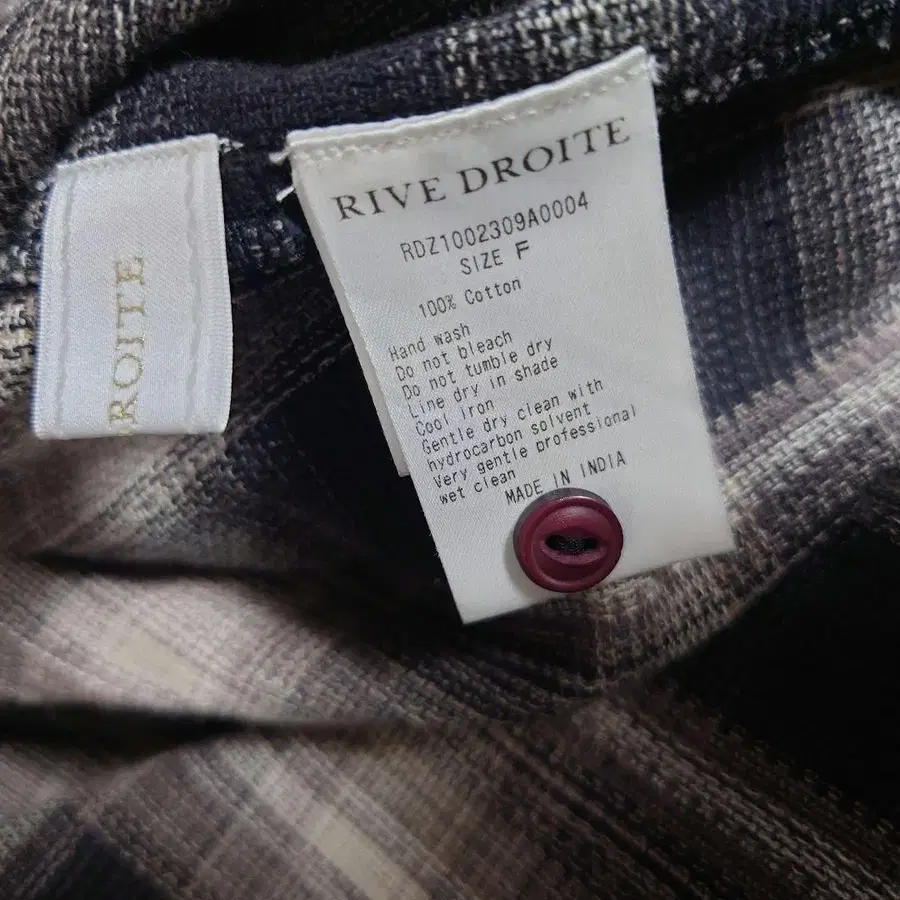 DROITE
RIVE DROITE
RDZ1002309A0004
SIZE F
100% Cotton
Hand wash
Do not bleach
Do not tumble dry
Line dry in shade
Cool iron
Gentle dry clean with
hydrocarbon solvent
Very gentle professional
wet clean
MADE IN INDIA